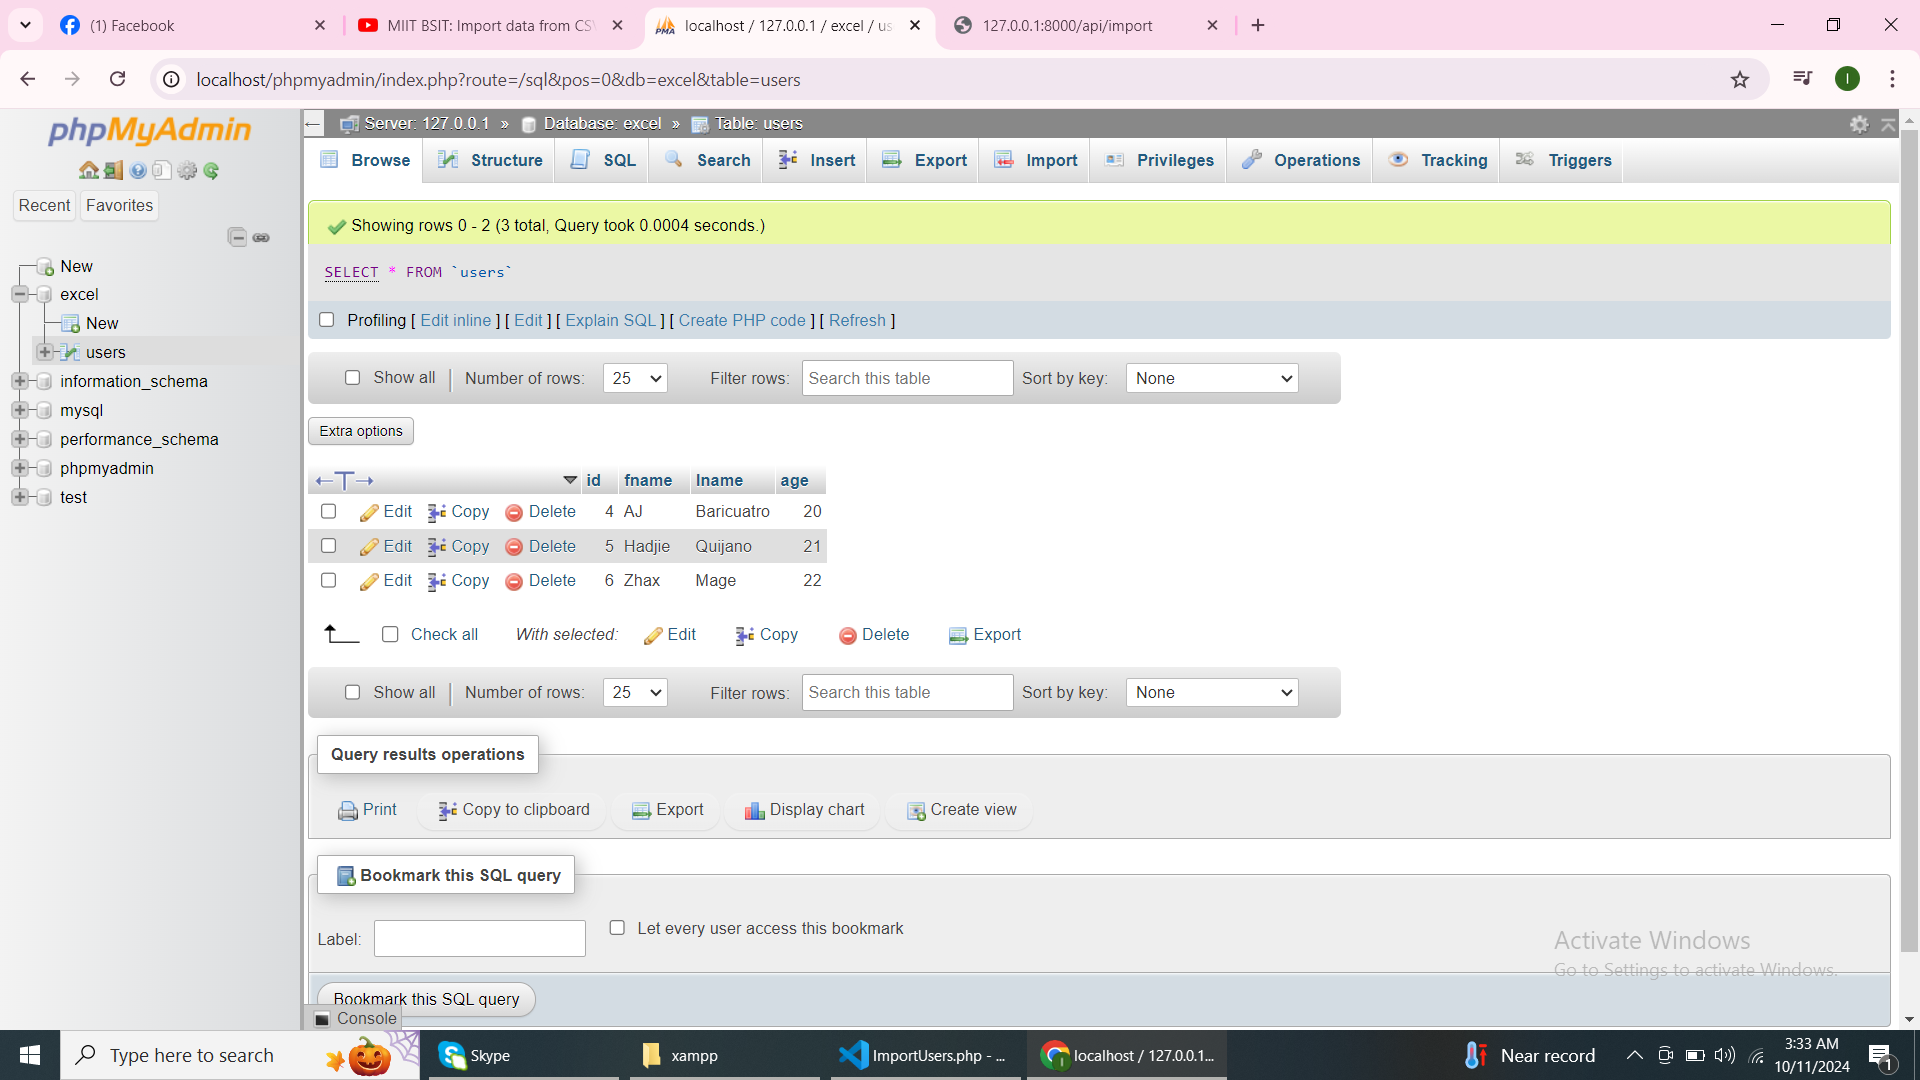 (1) Facebook
MIIT BSIT: Import data from CSV
localhost / 127.0.0.1 / excel / us
127.0.0.1:8000/api/import
localhost/phpmyadmin/index.php?route=/sql&pos=0&db=excel&table=users
I
phpMyAdmin
Recent
Favorites
New
excel
New
users
information_schema
mysql
performance_schema
phpmyadmin
test
Server: 127.0.0.1 » Database: excel » Table: users
Browse Structure SQL Search Insert Export Import Privileges Operations Tracking Triggers
Showing rows 0 - 2 (3 total, Query took 0.0004 seconds.)
SELECT * FROM `users`
Profiling [ Edit inline ] [ Edit ] [ Explain SQL ] [ Create PHP code ] [ Refresh ]
Show all Number of rows: 25 Filter rows: Search this table Sort by key: None
Extra options
id fname lname age
Edit Copy Delete 4 AJ Baricuatro 20
Edit Copy Delete 5 Hadjie Quijano 21
Edit Copy Delete 6 Zhax Mage 22
Check all With selected: Edit Copy Delete Export
Show all Number of rows: 25 Filter rows: Search this table Sort by key: None
Query results operations
Print Copy to clipboard Export Display chart Create view
Bookmark this SQL query
Label: Let every user access this bookmark
Bookmark this SQL query
Console
Activate Windows
Go to Settings to activate Windows.
Type here to search
Skype
xampp
ImportUsers.php - ...
localhost / 127.0.0.1...
Near record
3:33 AM
10/11/2024
1